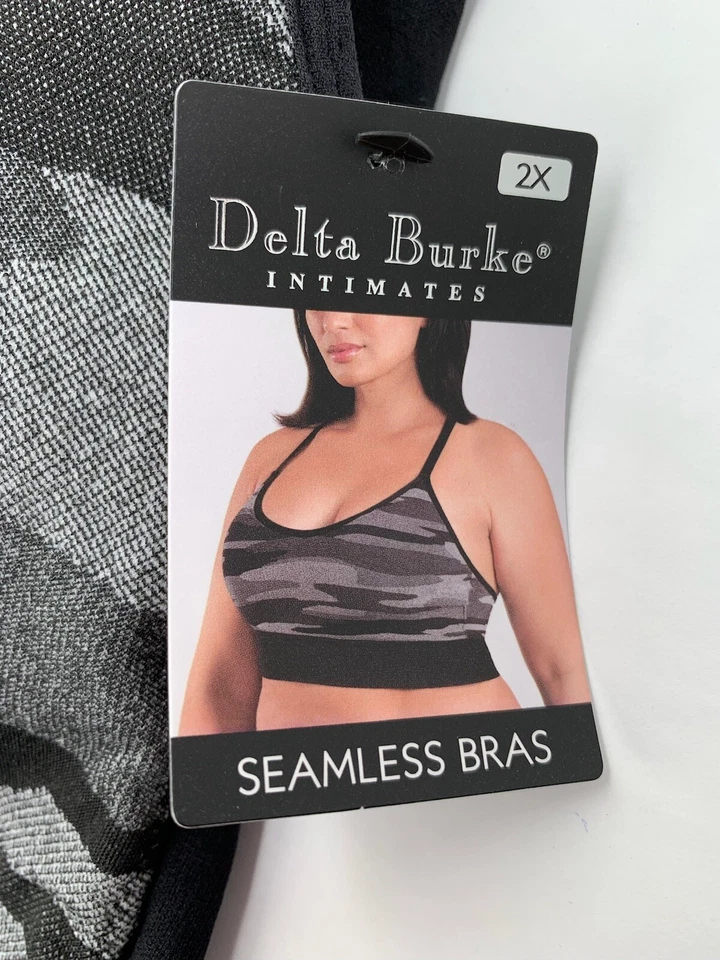 2X
Delta Burke®
INTIMATES
SEAMLESS BRAS